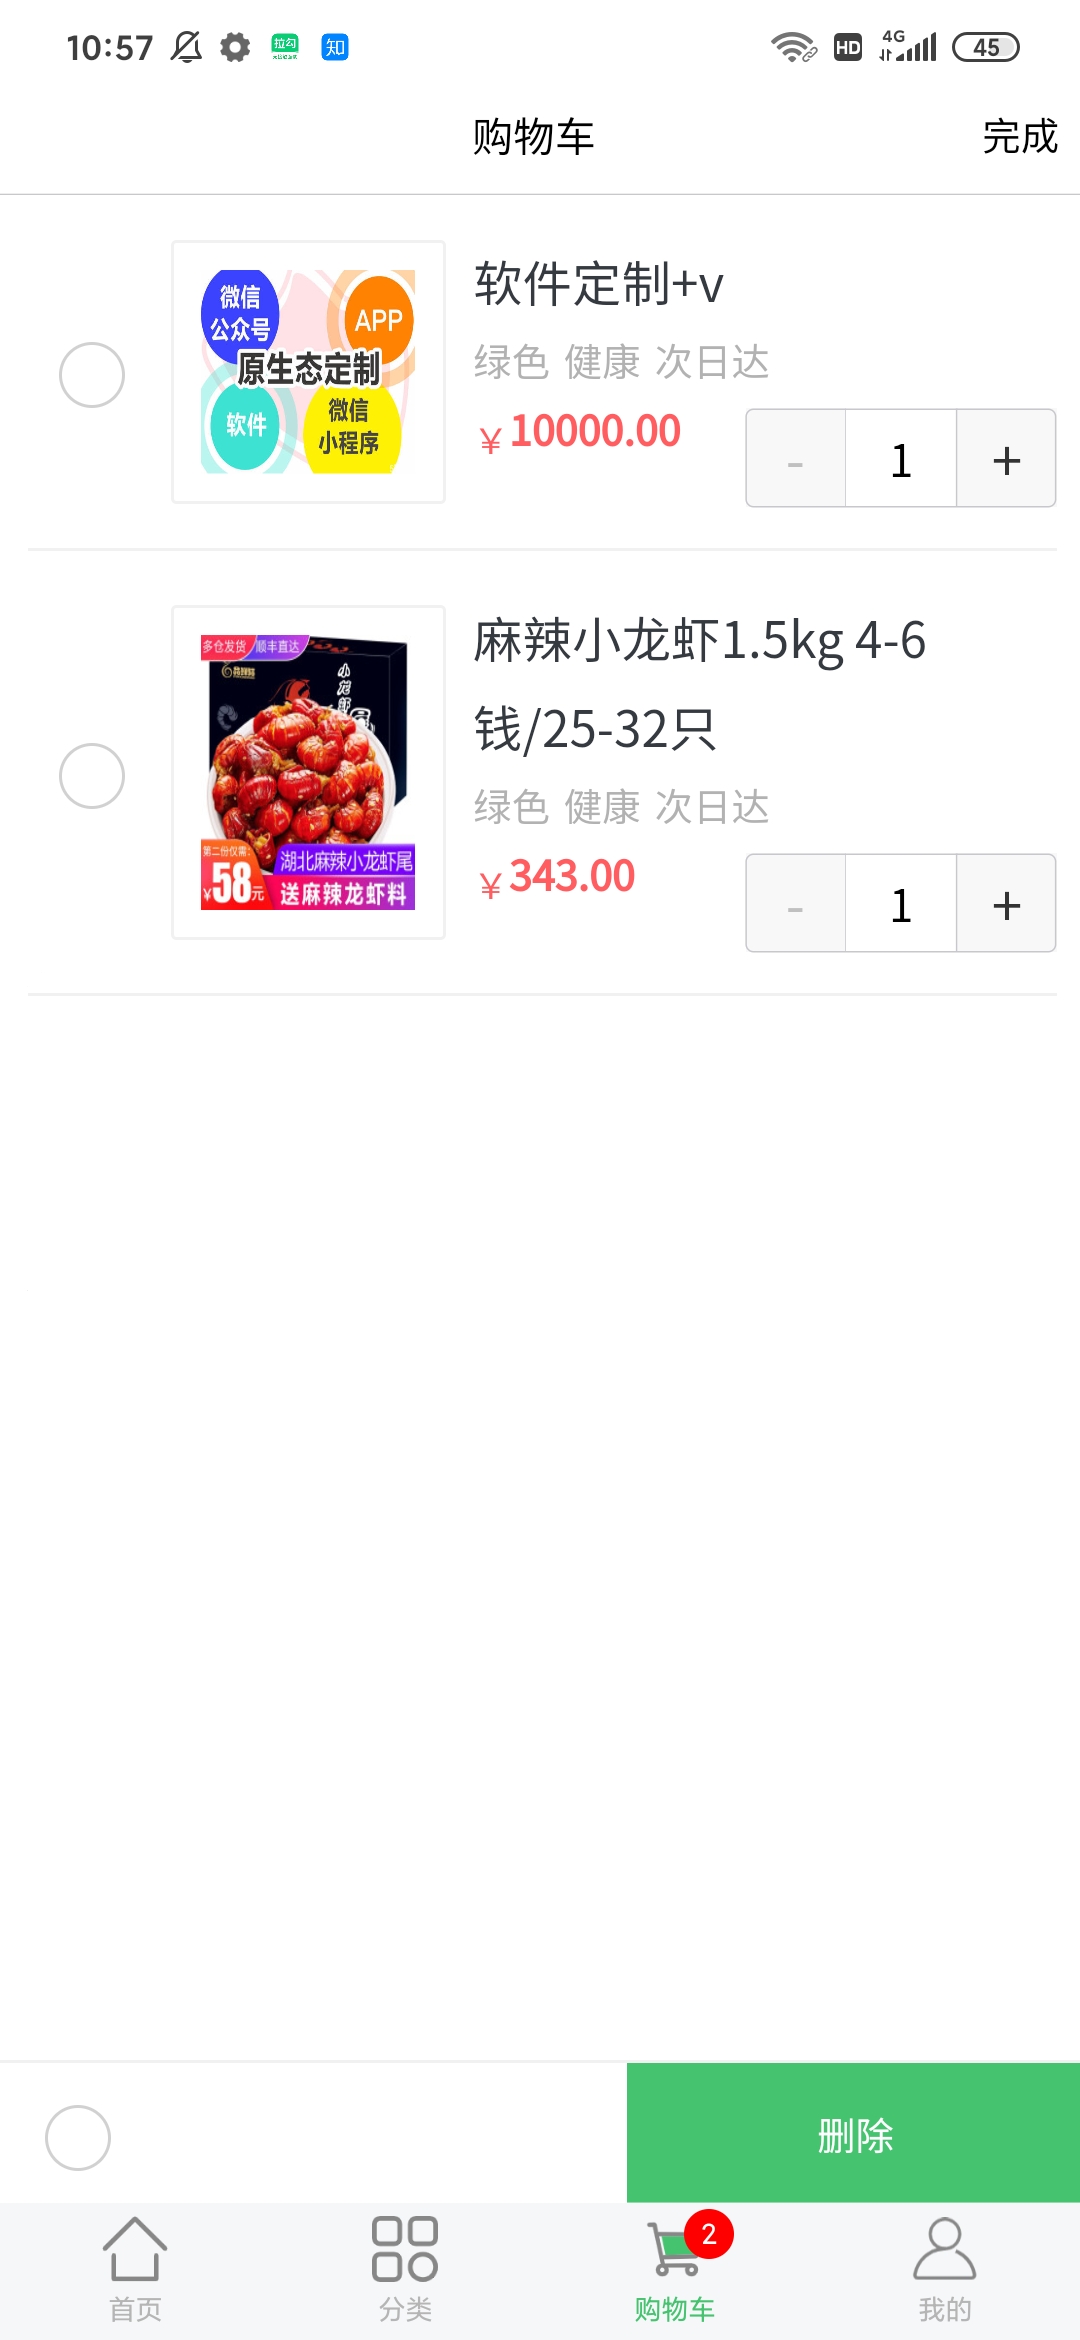 10:57
拉勾
知
HD
4G
45
购物车
完成
微信
公众号
APP
原生态定制
软件
微信
小程序
软件定制+v
绿色 健康 次日达
¥10000.00
- 1 +
多仓发货 顺丰直达
小龙虾
第二份仅需:
¥58元
湖北麻辣小龙虾尾
送麻辣龙虾料
麻辣小龙虾1.5kg 4-6
钱/25-32只
绿色 健康 次日达
¥343.00
- 1 +
删除
2
首页
分类
购物车
我的